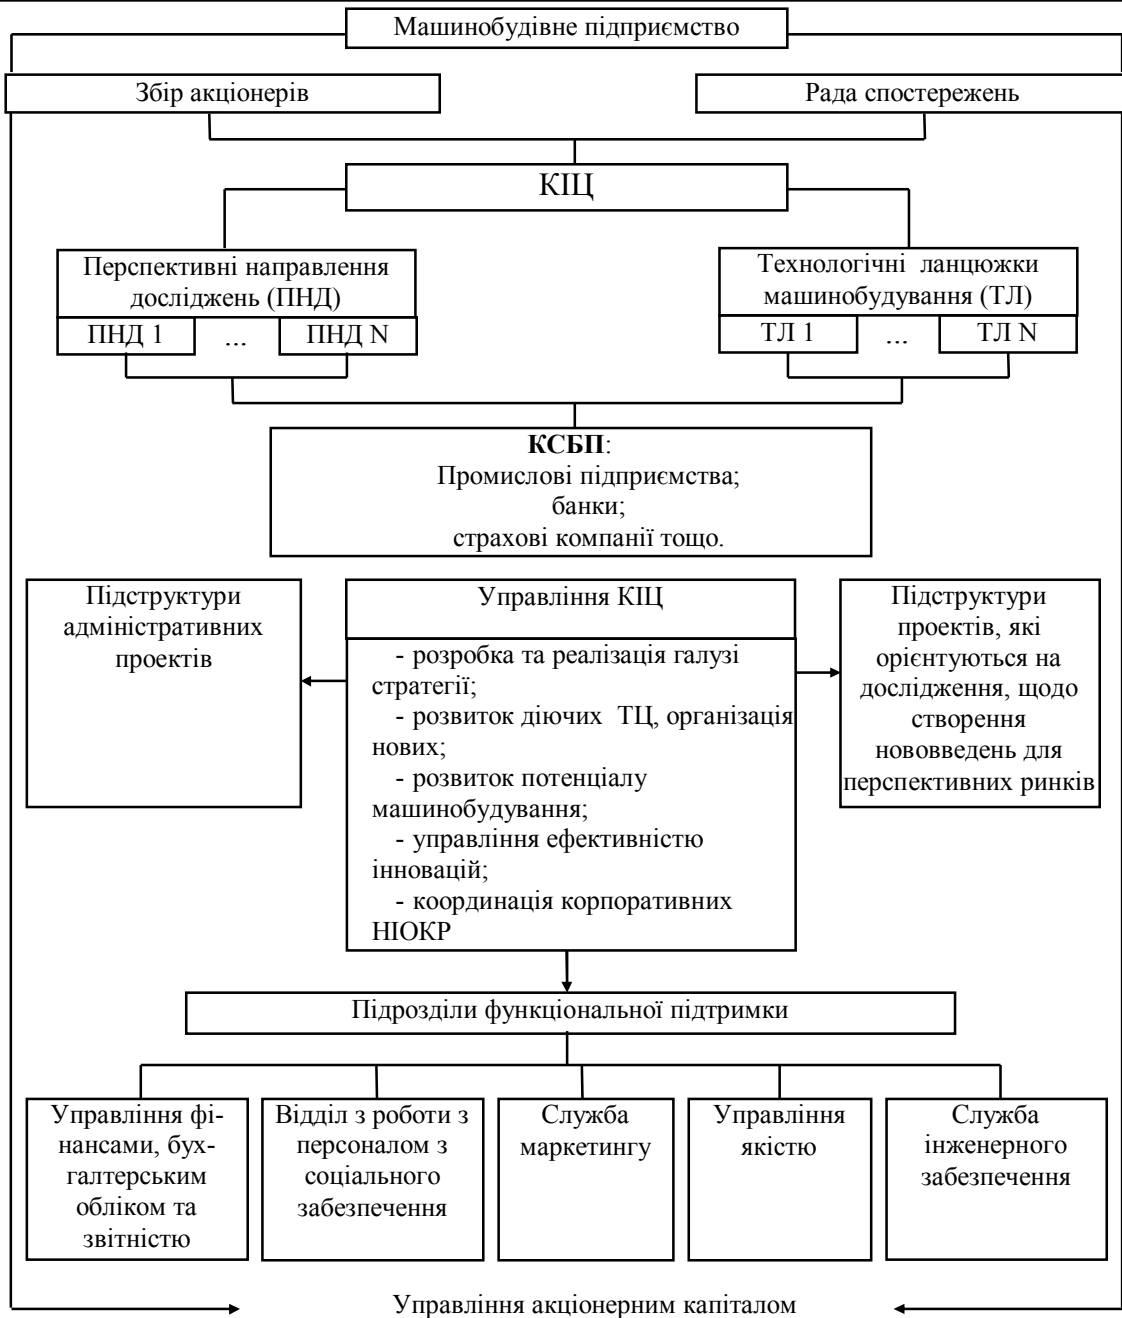 Машинобудівне підприємство
Збір акціонерів
Рада спостережень
КІЦ
Перспективні направлення
досліджень (ПНД)
ПНД 1
...
ПНД N
Технологічні ланцюжки
машинобудування (ТЛ)
ТЛ 1
...
ТЛ N
КСБП:
Промислові підприємства;
банки;
страхові компанії тощо.
Підструктури
адміністративних
проектів
Управління КІЦ
- розробка та реалізація галузі
стратегії;
- розвиток діючих ТЦ, організація
нових;
- розвиток потенціалу
машинобудування;
- управління ефективністю
інновацій;
- координація корпоративних
НІОКР
Підструктури
проектів, які
орієнтуються на
дослідження, щодо
створення
нововведень для
перспективних ринків
Підрозділи функціональної підтримки
Управління фі-
нансами, бух-
галтерським
обліком та
звітністю
Відділ з роботи з
персоналом з
соціального
забезпечення
Служба
маркетингу
Управління
якістю
Служба
інженерного
забезпечення
Управління акціонерним капіталом